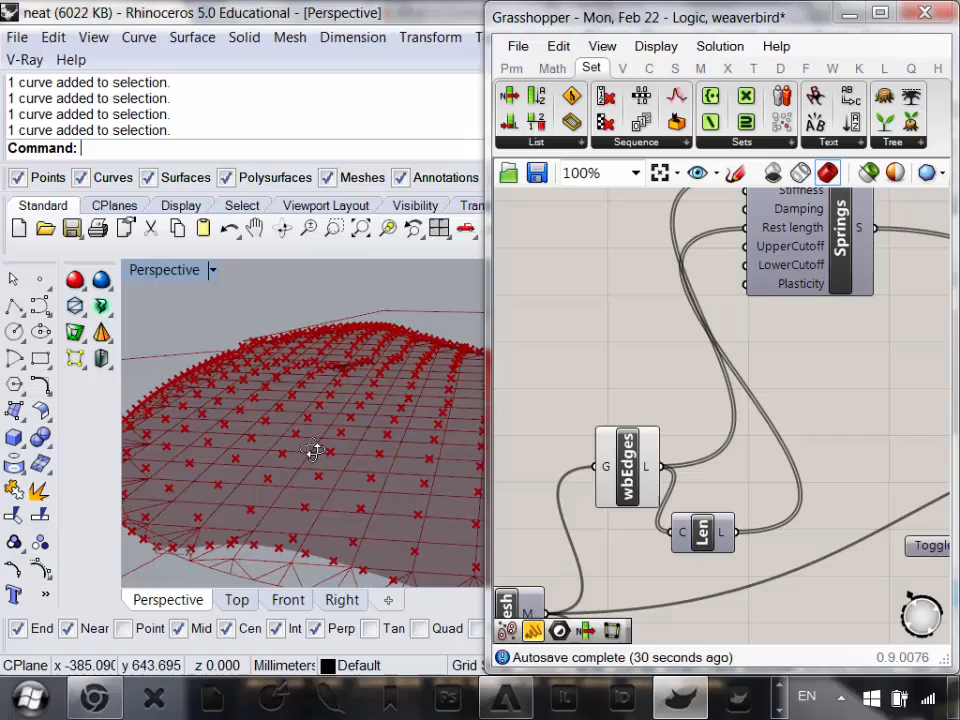 neat (6022 KB) - Rhinoceros 5.0 Educational - [Perspective]
File Edit View Curve Surface Solid Mesh Dimension Transform
V-Ray Help
1 curve added to selection.
1 curve added to selection.
1 curve added to selection.
1 curve added to selection.
Command:
Points Curves Surfaces Polysurfaces Meshes Annotations
Standard CPlanes Display Select Viewport Layout Visibility Tran
Perspective
Perspective Top Front Right
End Near Point Mid Cen Int Perp Tan Quad
CPlane x -385.090 y 643.695 z 0.000 Millimeters Default Grid S
Grasshopper - Mon, Feb 22 - Logic, weaverbird*
File Edit View Display Solution Help
Prm Math Set V C S M X T D F W K L Q H
List Sequence Sets Text Tree
100%
Stiffness
Damping
Rest length
UpperCutoff
LowerCutoff
Plasticity
Springs
S
G wbEdges L
C Len L
esh M
Toggle
Autosave complete (30 seconds ago) 0.9.0076
EN